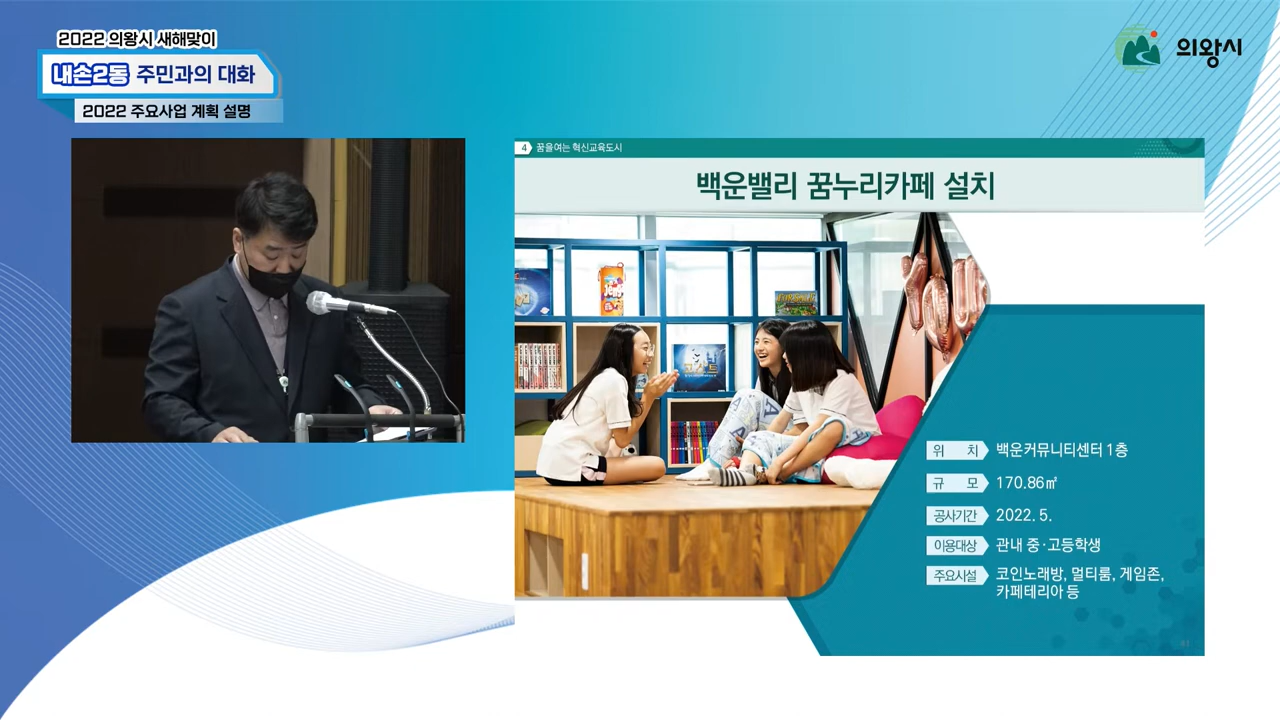 2022 의왕시 새해맞이
내손2동 주민과의 대화
2022 주요사업 계획 설명
의왕시
4 꿈을여는 혁신교육도시
백운밸리 꿈누리카페 설치
위 치 백운커뮤니티센터 1층
규 모 170.86㎡
공사기간 2022. 5.
이용대상 관내 중·고등학생
주요시설 코인노래방, 멀티룸, 게임존,
카페테리아 등